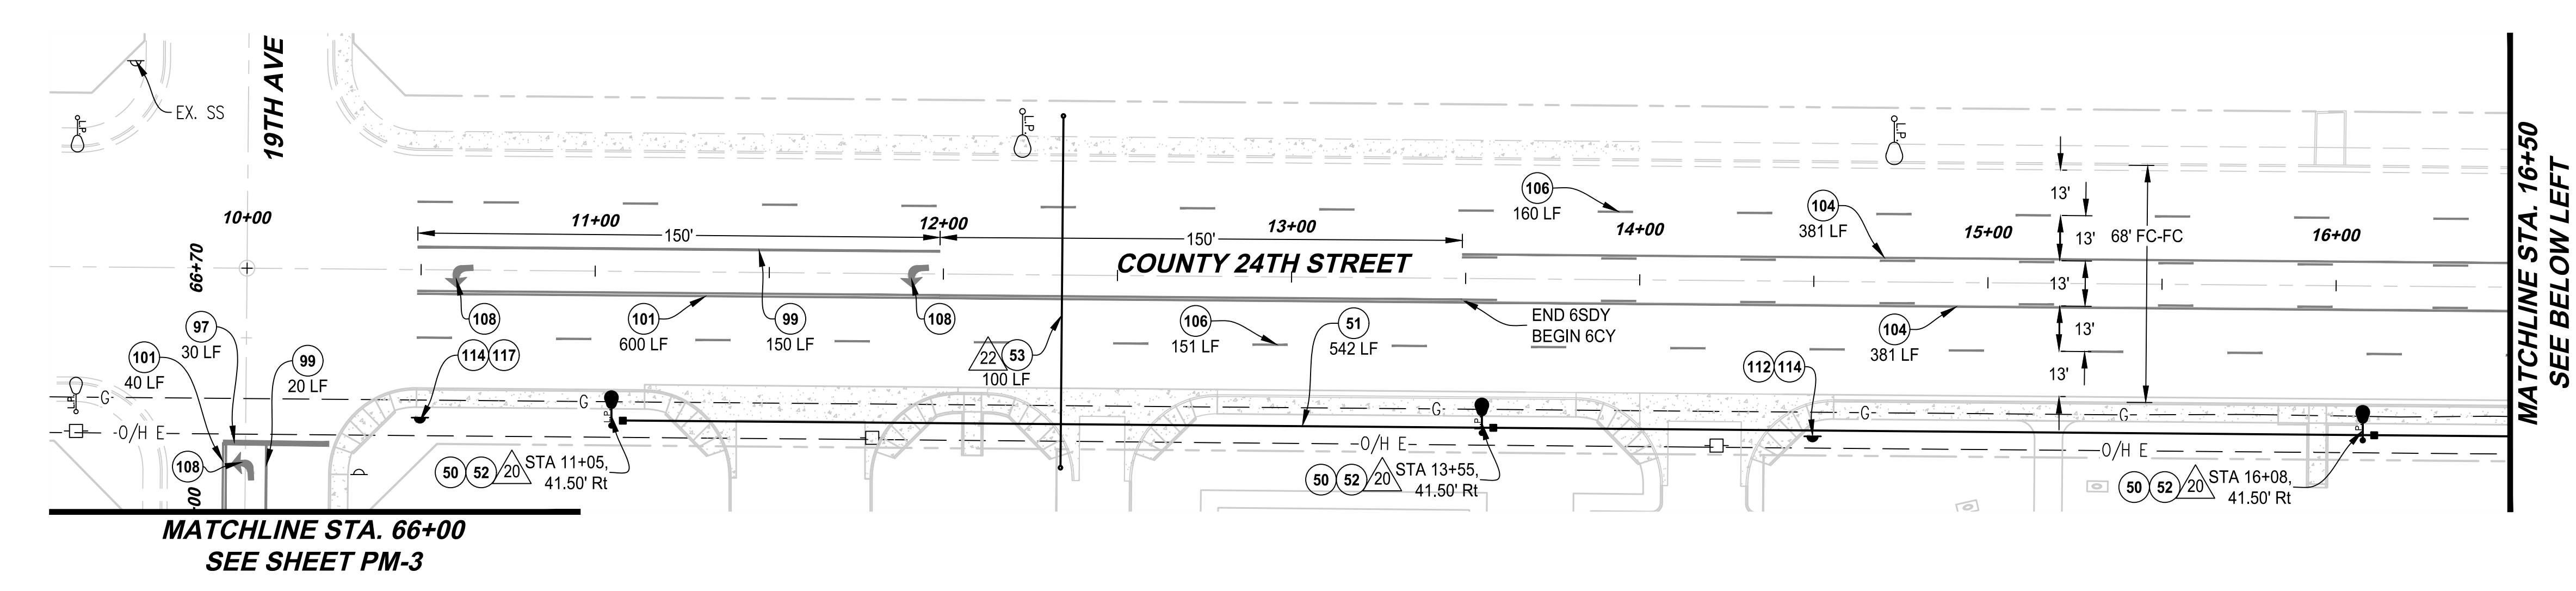 19TH AVE
EX. SS
L.P.
L.P.
L.P.
10+00
11+00
12+00
13+00
14+00
15+00
16+00
66+70
150'
150'
COUNTY 24TH STREET
106
160 LF
104
381 LF
13'
13'
13'
13'
13'
68' FC-FC
MATCHLINE STA. 16+50
SEE BELOW LEFT
108
101
600 LF
99
150 LF
108
22
53
100 LF
106
151 LF
51
542 LF
END 6SDY
BEGIN 6CY
104
381 LF
97
30 LF
101
40 LF
99
20 LF
114 117
112 114
G
G
G
G
G
O/H E
O/H E
O/H E
108
+00
50 52 20 STA 11+05,
41.50' Rt
50 52 20 STA 13+55,
41.50' Rt
50 52 20 STA 16+08,
41.50' Rt
MATCHLINE STA. 66+00
SEE SHEET PM-3